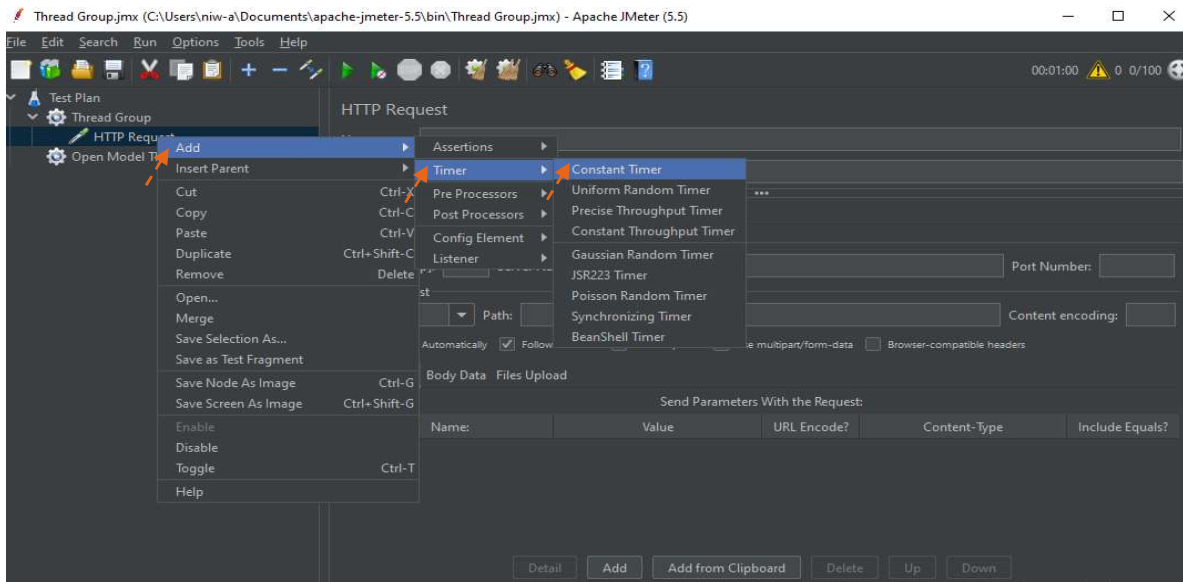 Thread Group.jmx (C:\Users\niw-a\Documents\apache-jmeter-5.5\bin\Thread Group.jmx) - Apache JMeter (5.5)
File Edit Search Run Options Tools Help
00:01:00 0 0/100
Test Plan
Thread Group
HTTP Request
Open Model T
HTTP Request
Add
Insert Parent
Cut Ctrl-X
Copy Ctrl-C
Paste Ctrl-V
Duplicate Ctrl+Shift-C
Remove Delete
Open...
Merge
Save Selection As...
Save as Test Fragment
Save Node As Image Ctrl-G
Save Screen As Image Ctrl+Shift-G
Enable
Disable
Toggle Ctrl-T
Help
Assertions
Timer
Pre Processors
Post Processors
Config Element
Listener
Constant Timer
Uniform Random Timer
Precise Throughput Timer
Constant Throughput Timer
Gaussian Random Timer
JSR223 Timer
Poisson Random Timer
Synchronizing Timer
BeanShell Timer
Port Number:
st
Path: Content encoding:
Automatically Follow multipart/form-data Browser-compatible headers
Body Data Files Upload
Send Parameters With the Request:
Name: Value URL Encode? Content-Type Include Equals?
Detail Add Add from Clipboard Delete Up Down